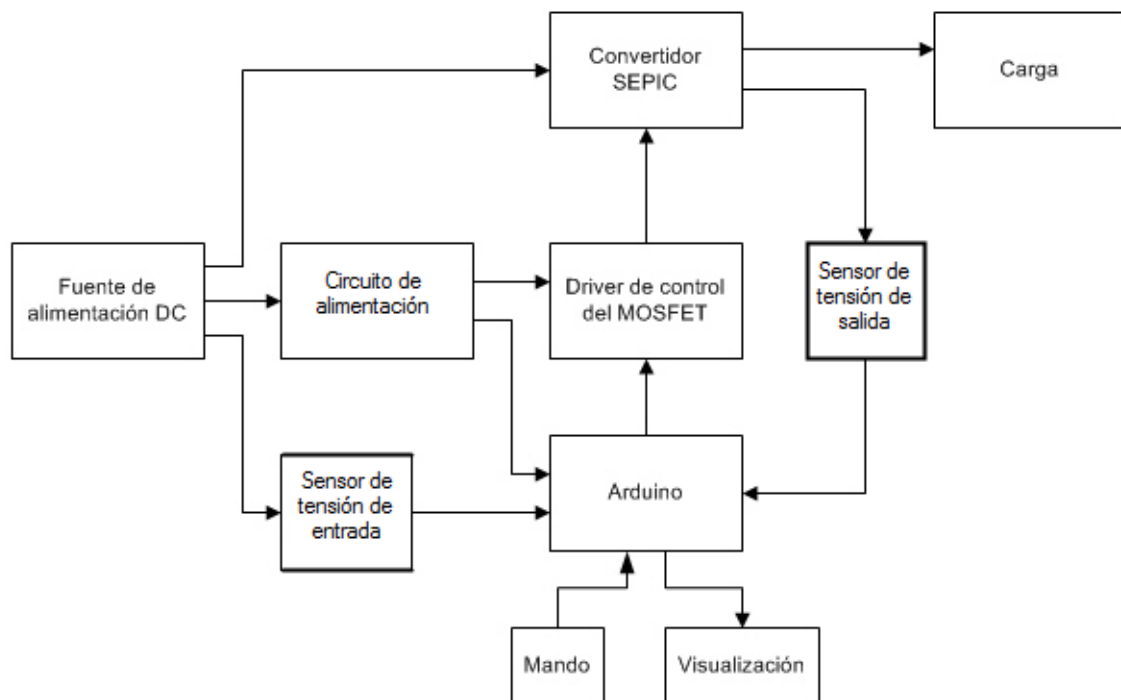 Convertidor
SEPIC
Carga
Fuente de
alimentación DC
Circuito de
alimentación
Driver de control
del MOSFET
Sensor de
tensión de
salida
Sensor de
tensión de
entrada
Arduino
Mando
Visualización